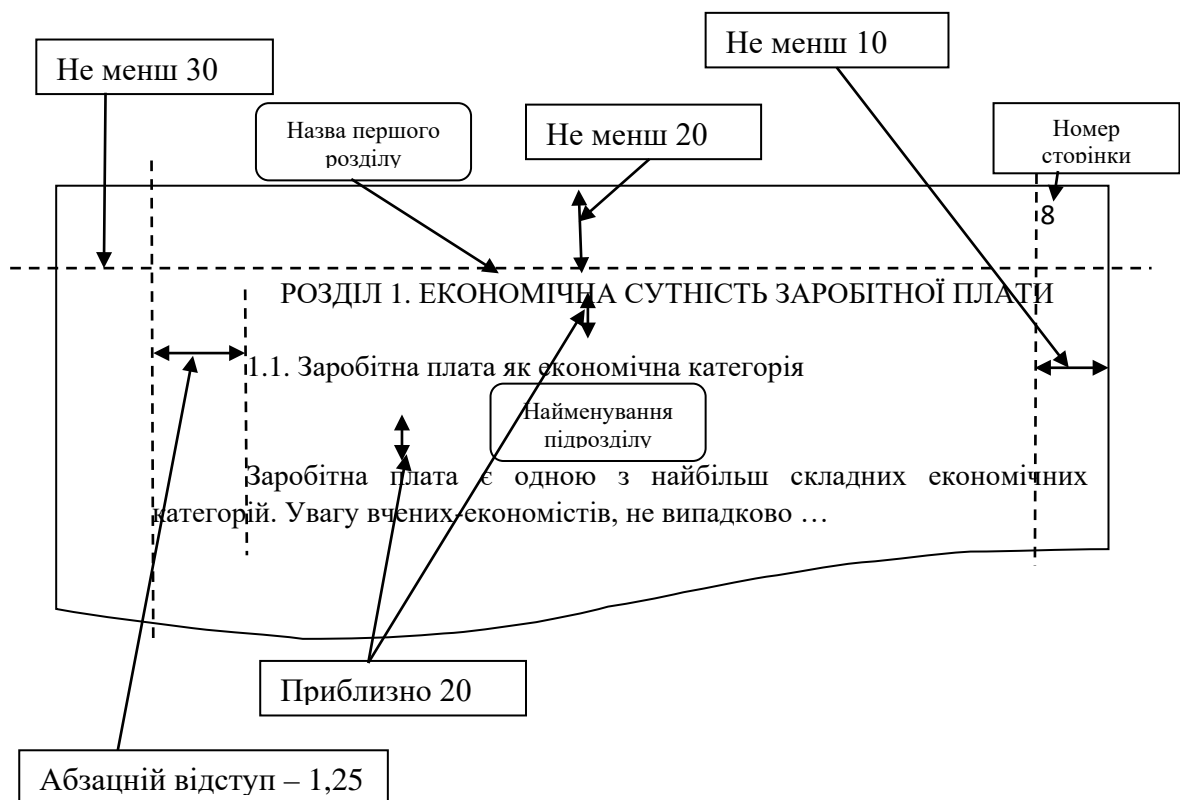 Не менш 10
Не менш 30
Назва першого
розділу
Не менш 20
Номер
сторінки
8
РОЗДІЛ 1. ЕКОНОМІЧНА СУТНІСТЬ ЗАРОБІТНОЇ ПЛАТИ
1.1. Заробітна плата як економічна категорія
Найменування
підрозділу
Заробітна плата є одною з найбільш складних економічних
категорій. Увагу вчених-економістів, не випадково …
Приблизно 20
Абзацній відступ – 1,25